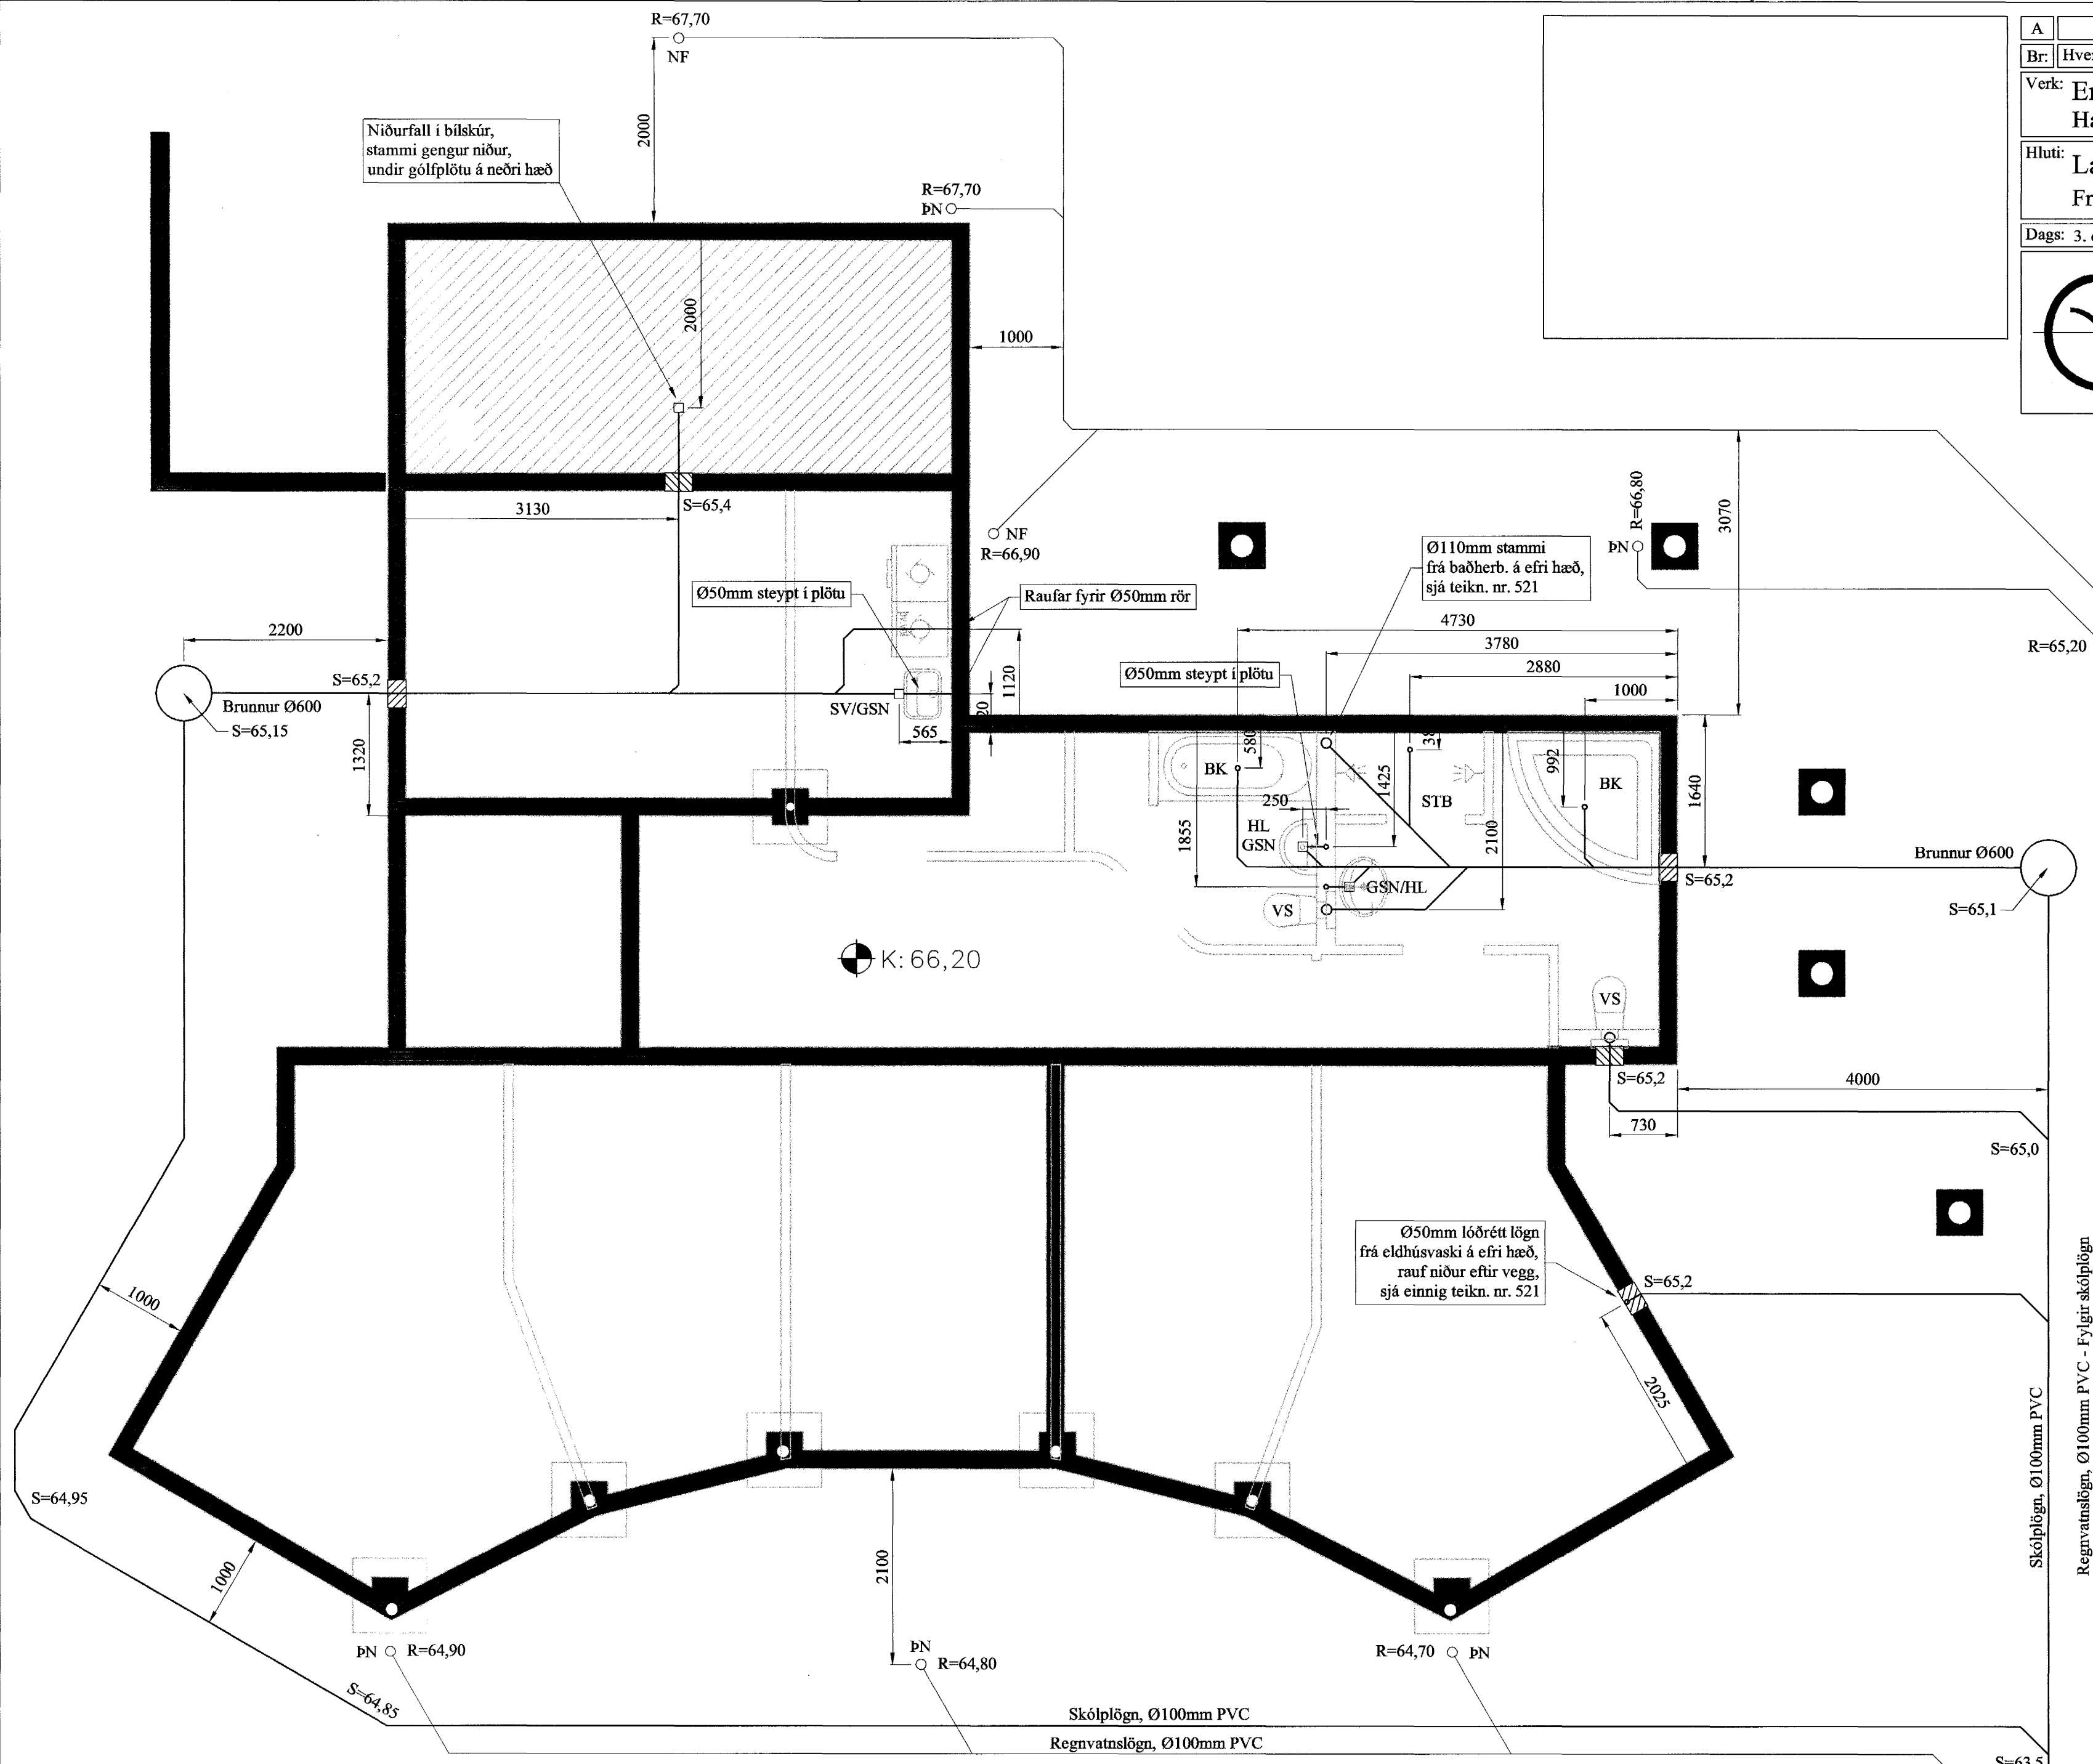 R=67,70
NF
2000
Niðurfall í bílskúr,
stammi gengur niður,
undir gólfplötu á neðri hæð
R=67,70
ÞN
2000
1000
A
Br:
Verk:
Hluti:
Dags: 3.
3130
S=65,4
NF
R=66,90
R=66,80
ÞN
3070
Ø110mm stammi
frá baðherb. á efri hæð,
sjá teikn. nr. 521
Ø50mm steypt í plötu
Raufar fyrir Ø50mm rör
2200
4730
3780
2880
1000
R=65,20
Ø50mm steypt í plötu
S=65,2
Brunnur Ø600
S=65,15
1320
SV/GSN
565
1120
20
580
BK
250
HL
GSN
1855
1425
38
STB
2100
992
BK
1640
Brunnur Ø600
S=65,2
S=65,1
GSN/HL
VS
K: 66,20
VS
S=65,2
4000
730
S=65,0
Ø50mm lóðrétt lögn
frá eldhúsvaski á efri hæð,
rauf niður eftir vegg,
sjá einnig teikn. nr. 521
S=65,2
2025
1000
S=64,95
1000
2100
Skólplögn, Ø100mm PVC
Regnvatnslögn, Ø100mm PVC - Fylgir skólplögn
ÞN
R=64,90
ÞN
R=64,80
R=64,70
ÞN
S=64,85
Skólplögn, Ø100mm PVC
Regnvatnslögn, Ø100mm PVC
S=63,5